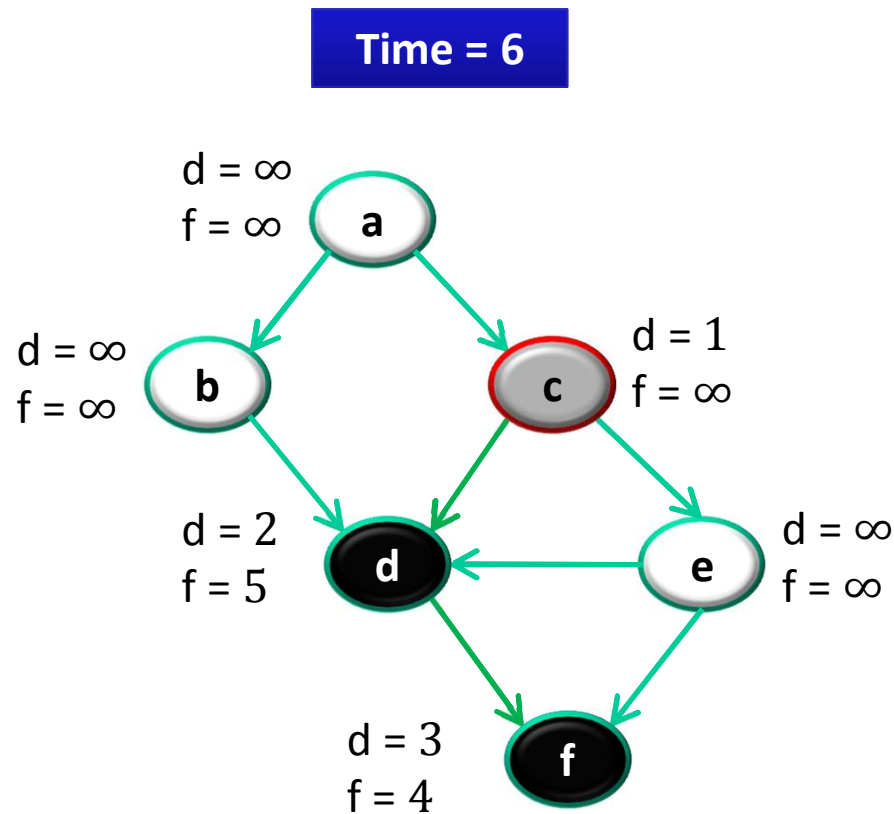 Time = 6
d = ∞
f = ∞
a
d = ∞
f = ∞
b
c
d = 1
f = ∞
d = 2
f = 5
d
e
d = ∞
f = ∞
d = 3
f = 4
f